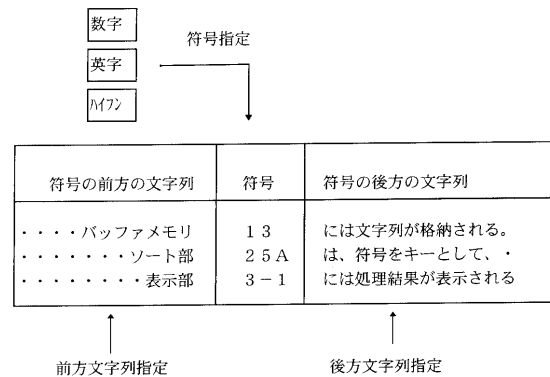 数字
符号指定
英字
ハイフン
符号の前方の文字列 符号 符号の後方の文字列
・・・・バッファメモリ 13 には文字列が格納される。
・・・・・・・ソート部 25A は、符号をキーとして、・
・・・・・・・・表示部 3-1 には処理結果が表示される
前方文字列指定 後方文字列指定